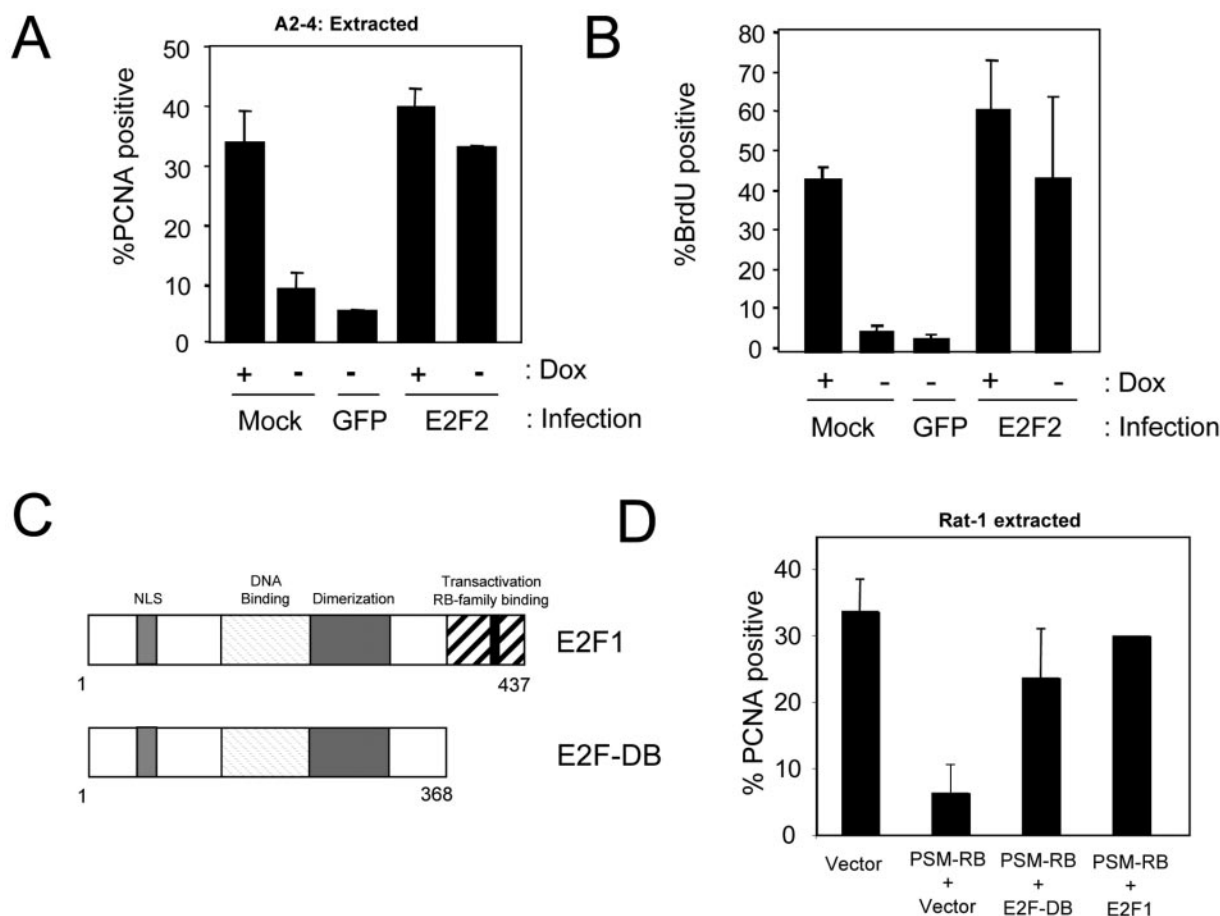 A
A2-4: Extracted
%PCNA positive
50
40
30
20
10
0
+ - - + - : Dox
Mock GFP E2F2 : Infection
B
%BrdU positive
80
70
60
50
40
30
20
10
0
+ - - + - : Dox
Mock GFP E2F2 : Infection
C
NLS
DNA
Binding
Dimerization
Transactivation
RB-family binding
E2F1
1 437
E2F-DB
1 368
D
Rat-1 extracted
% PCNA positive
40
30
20
10
0
Vector
PSM-RB
+
Vector
PSM-RB
+
E2F-DB
PSM-RB
+
E2F1